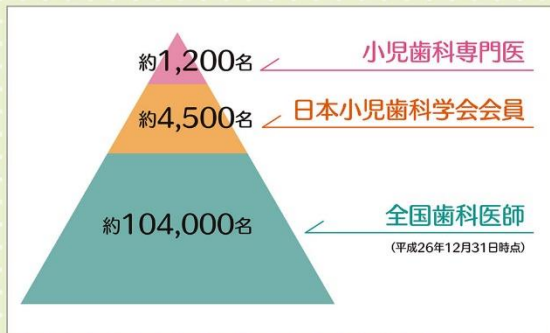 約1,200名 小児歯科専門医
約4,500名 日本小児歯科学会会員
約104,000名 全国歯科医師
(平成26年12月31日時点)